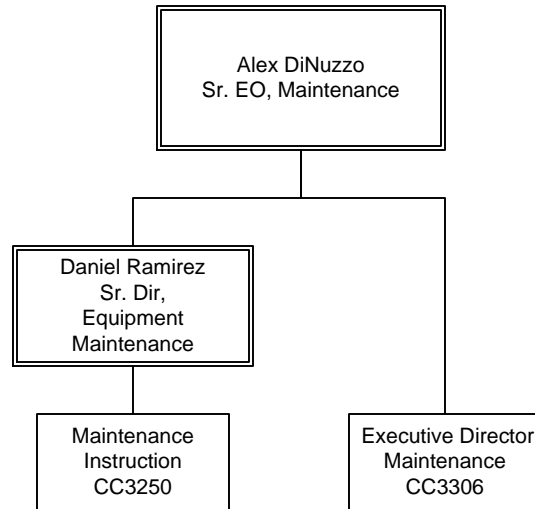 Alex DiNuzzo
Sr. EO, Maintenance
Daniel Ramirez
Sr. Dir,
Equipment
Maintenance
Maintenance
Instruction
CC3250
Executive Director
Maintenance
CC3306